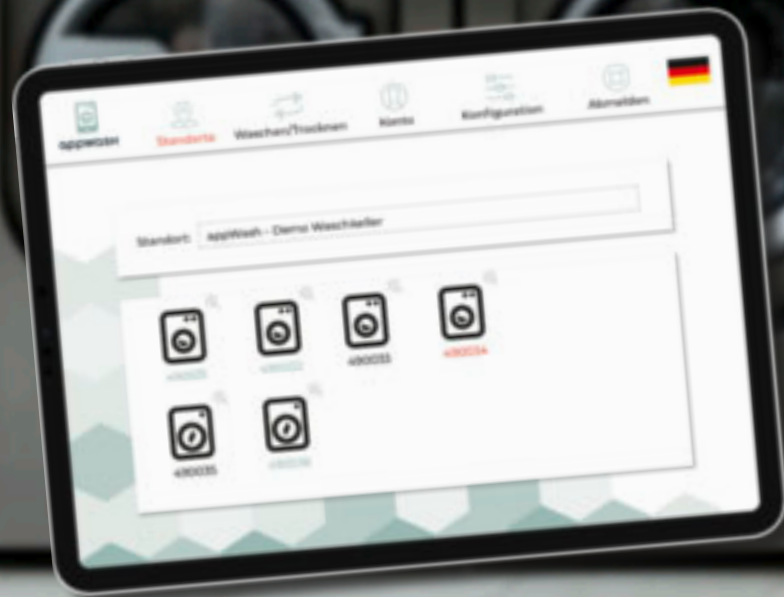 appWash
Standorte
Waschen/Trocknen
Konto
Konfiguration
Abmelden
Standort: appWash - Demo Waschkeller
490033
490034
490035